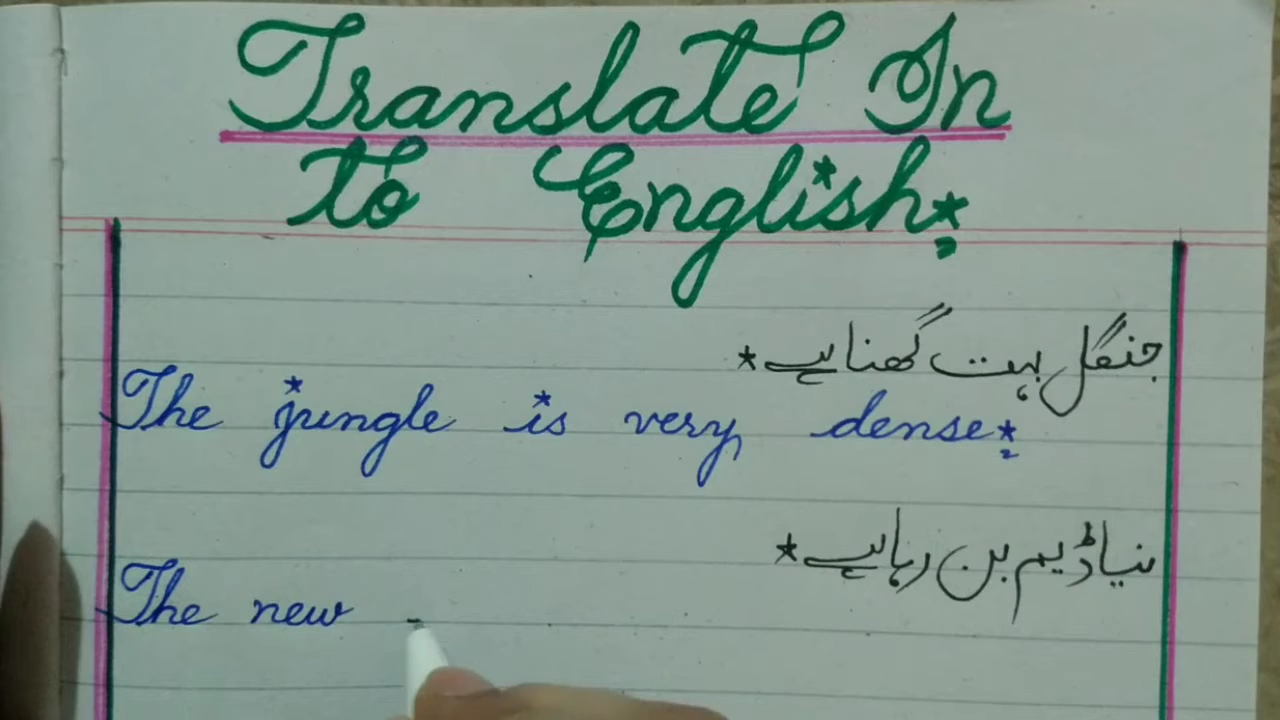 Translate In
to English.
جنگل بہت گھنا ہے
The jungle is very dense.
نیا ڈیم بن رہا ہے
The new